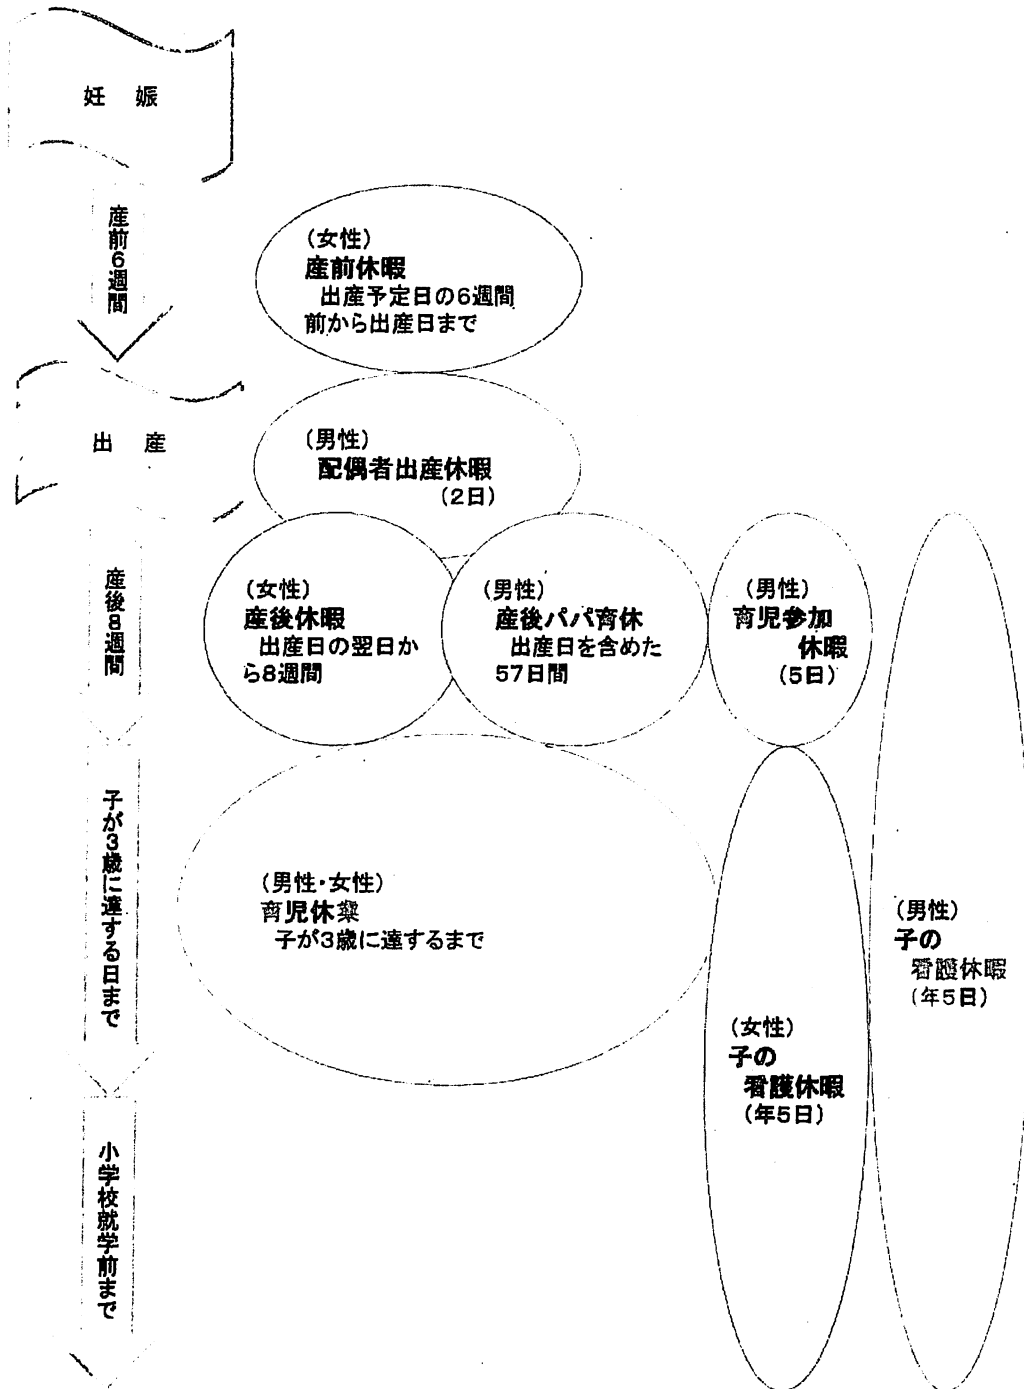 妊 娠
産前6週間
(女性)
産前休暇
出産予定日の6週間
前から出産日まで
出 産
(男性)
配偶者出産休暇
(2日)
産後8週間
(女性)
産後休暇
出産日の翌日か
ら8週間
(男性)
産後パパ育休
出産日を含めた
57日間
(男性)
育児参加
休暇
(5日)
子が3歳に達する日まで
(男性・女性)
育児休業
子が3歳に達するまで
(男性)
子の
看護休暇
(年5日)
(女性)
子の
看護休暇
(年5日)
小学校就学前まで